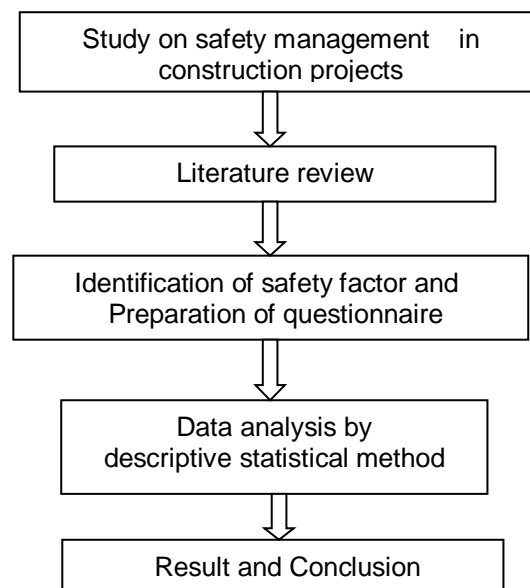 Study on safety management in
construction projects
Literature review
Identification of safety factor and
Preparation of questionnaire
Data analysis by
descriptive statistical method
Result and Conclusion